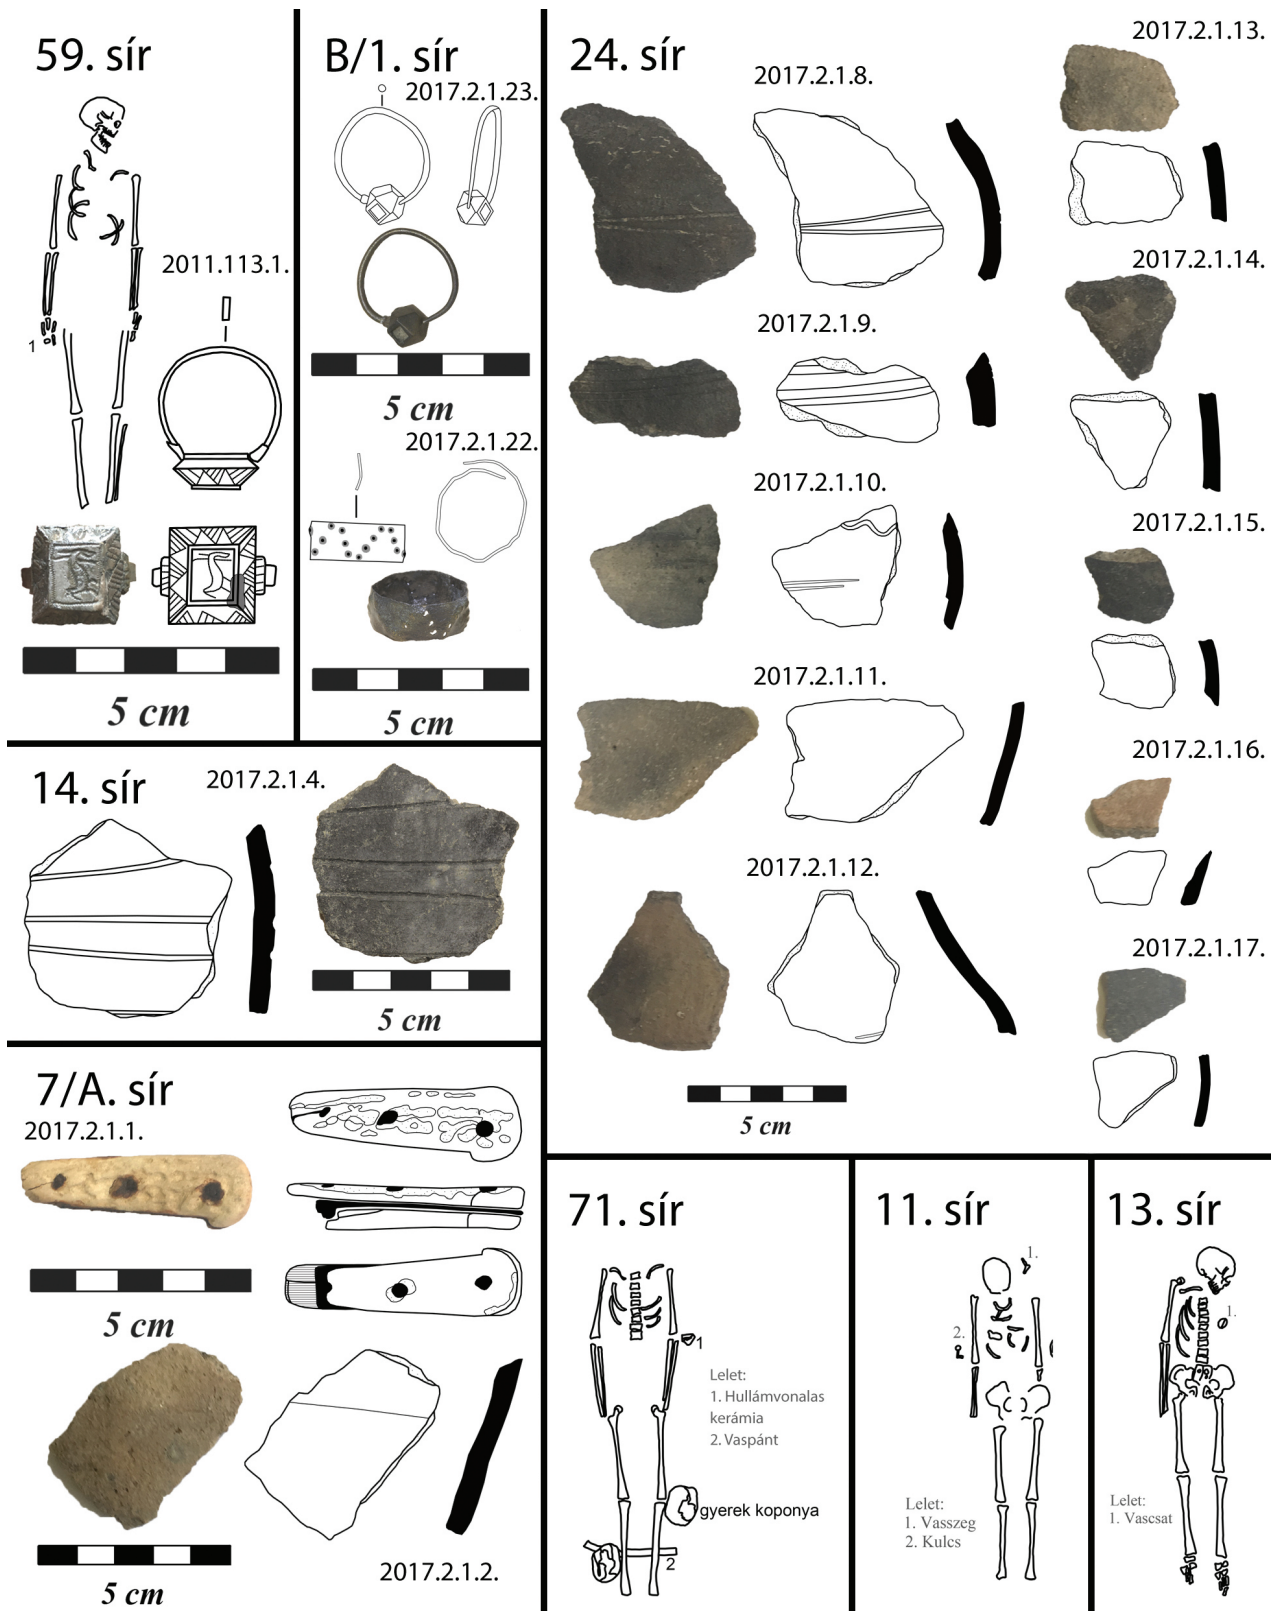 59. sír
2011.113.1.
1
5 cm
B/1. sír
2017.2.1.23.
5 cm
2017.2.1.22.
5 cm
24. sír
2017.2.1.8.
2017.2.1.9.
2017.2.1.10.
2017.2.1.11.
2017.2.1.12.
5 cm
2017.2.1.13.
2017.2.1.14.
2017.2.1.15.
2017.2.1.16.
2017.2.1.17.
14. sír
2017.2.1.4.
5 cm
7/A. sír
2017.2.1.1.
5 cm
5 cm
2017.2.1.2.
71. sír
1
Lelet:
1. Hullámvonalas
kerámia
2. Vaspánt
gyerek koponya
2
11. sír
1.
2.
Lelet:
1. Vasszeg
2. Kulcs
13. sír
1.
Lelet:
1. Vascsat